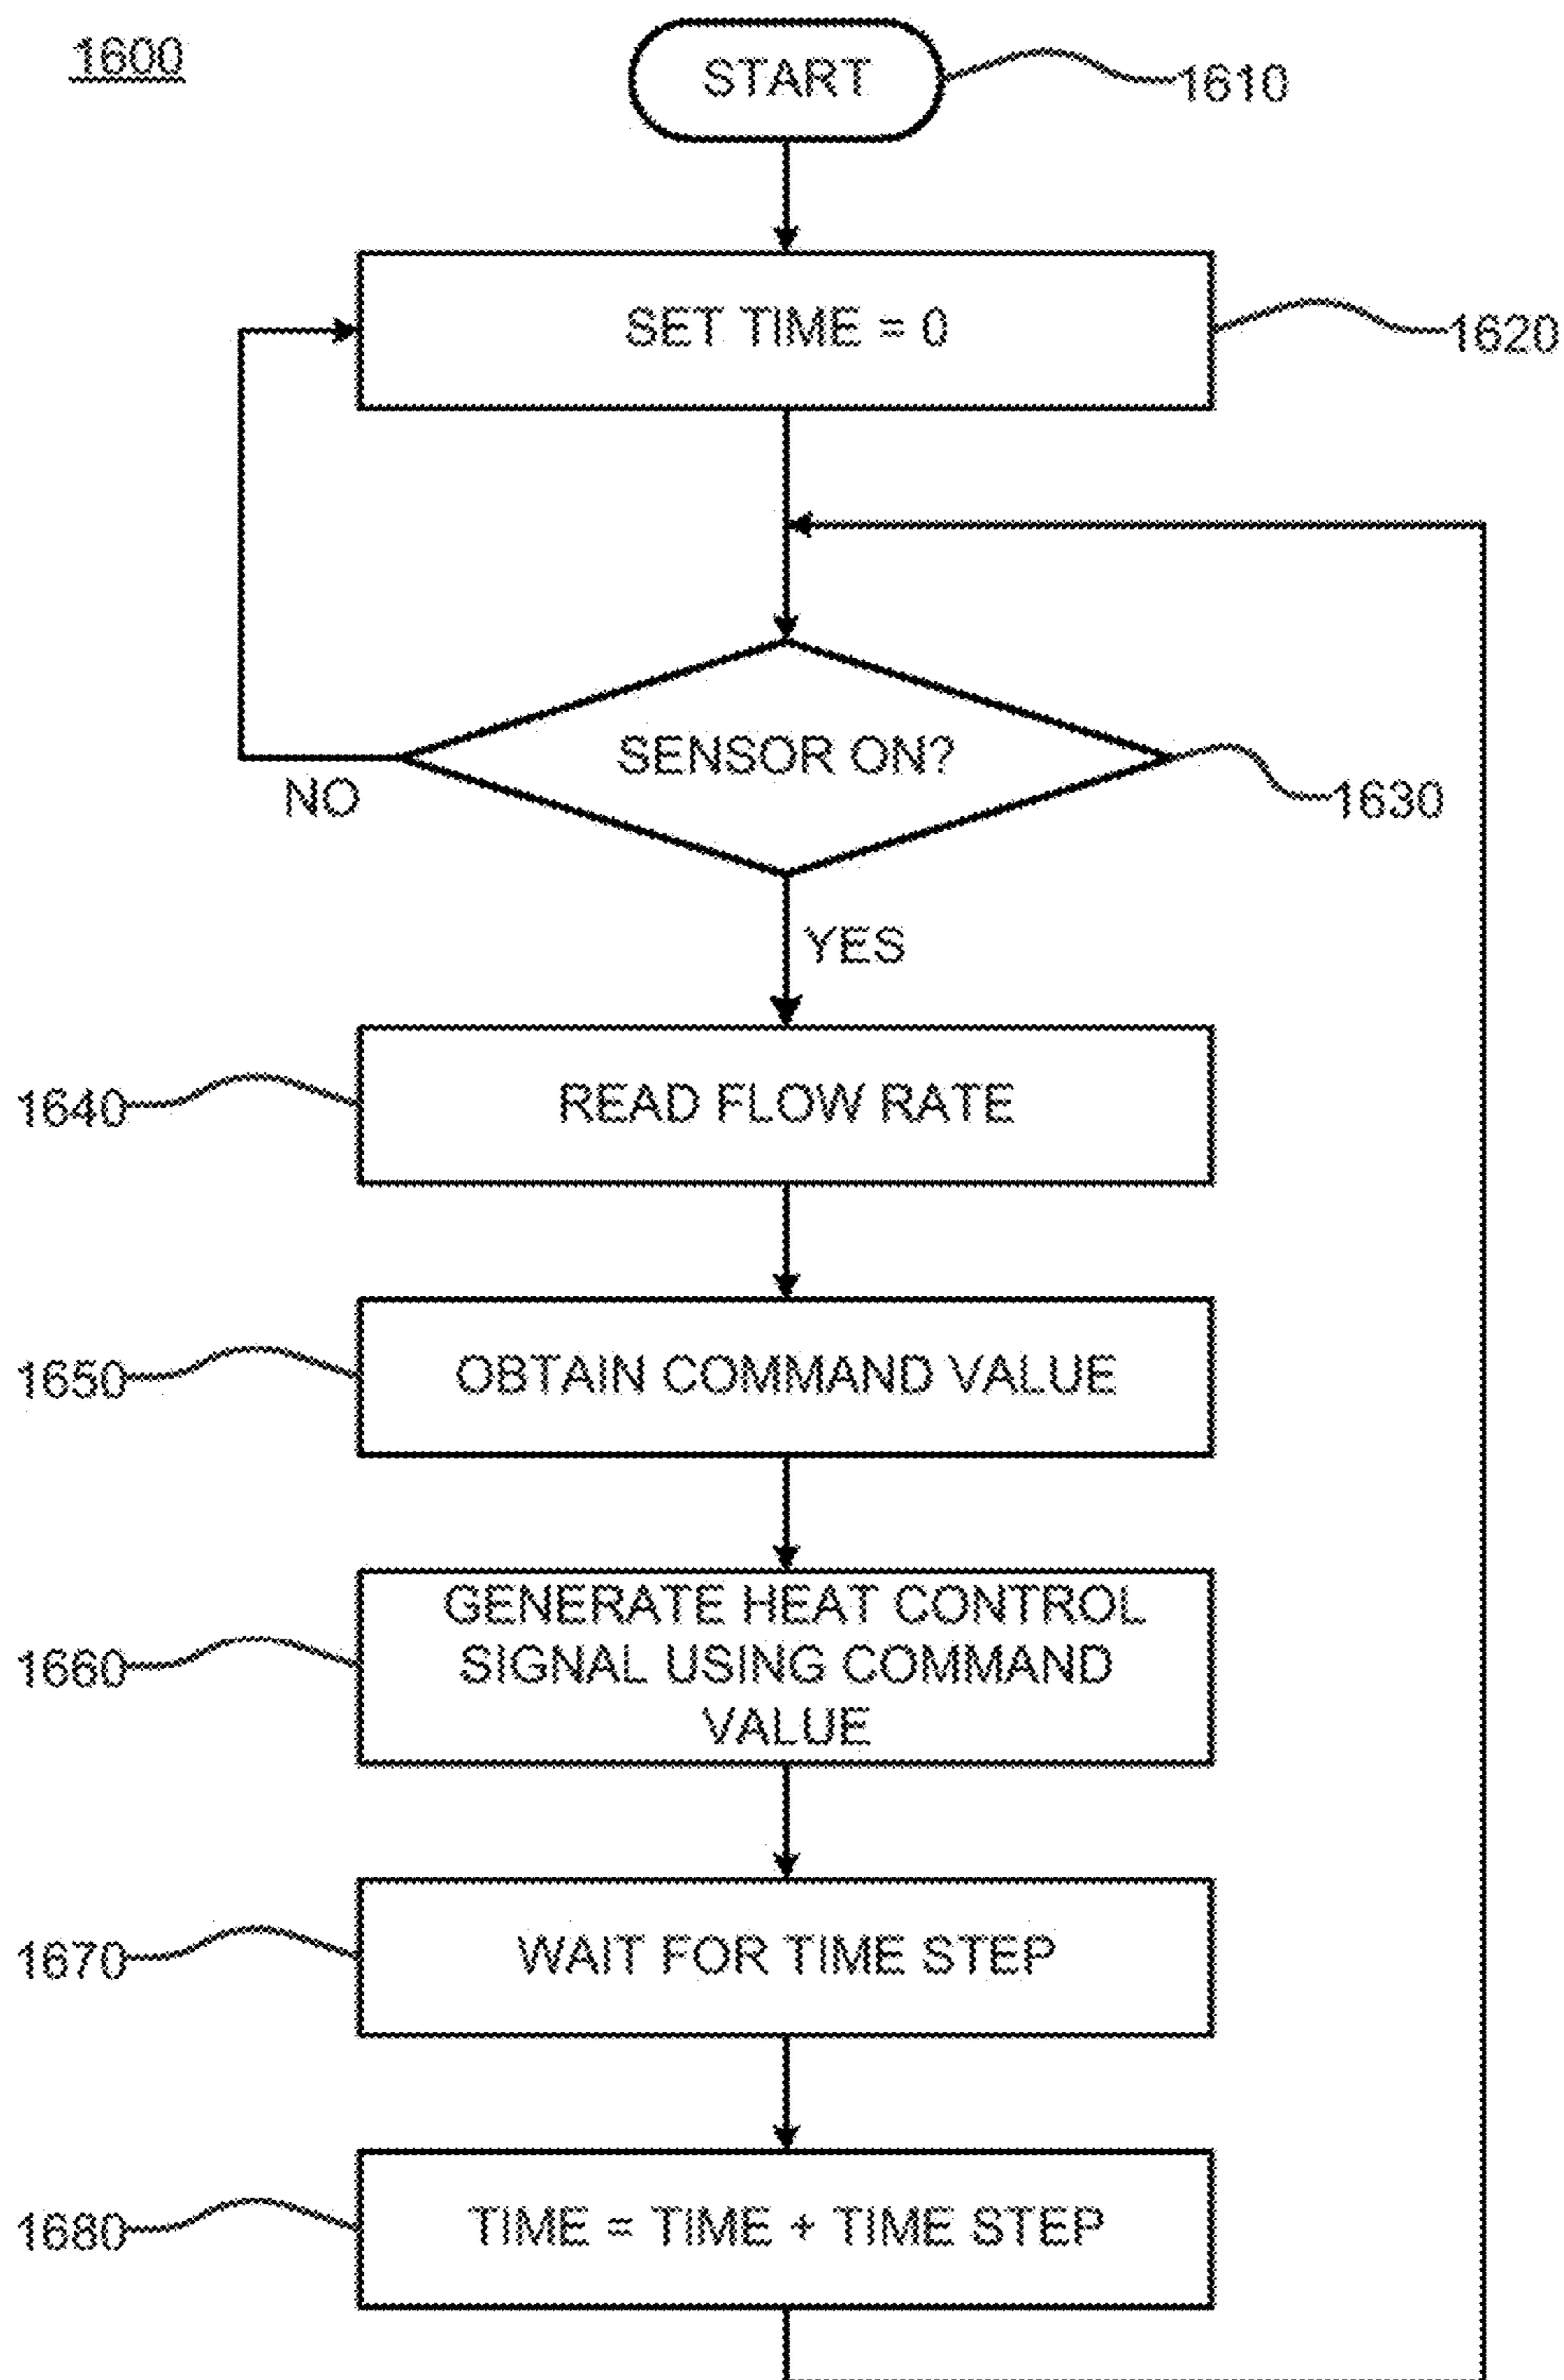 1600
START
1610
SET TIME = 0
1620
SENSOR ON?
1630
NO
YES
READ FLOW RATE
1640
OBTAIN COMMAND VALUE
1650
GENERATE HEAT CONTROL
SIGNAL USING COMMAND
VALUE
1660
WAIT FOR TIME STEP
1670
TIME = TIME + TIME STEP
1680